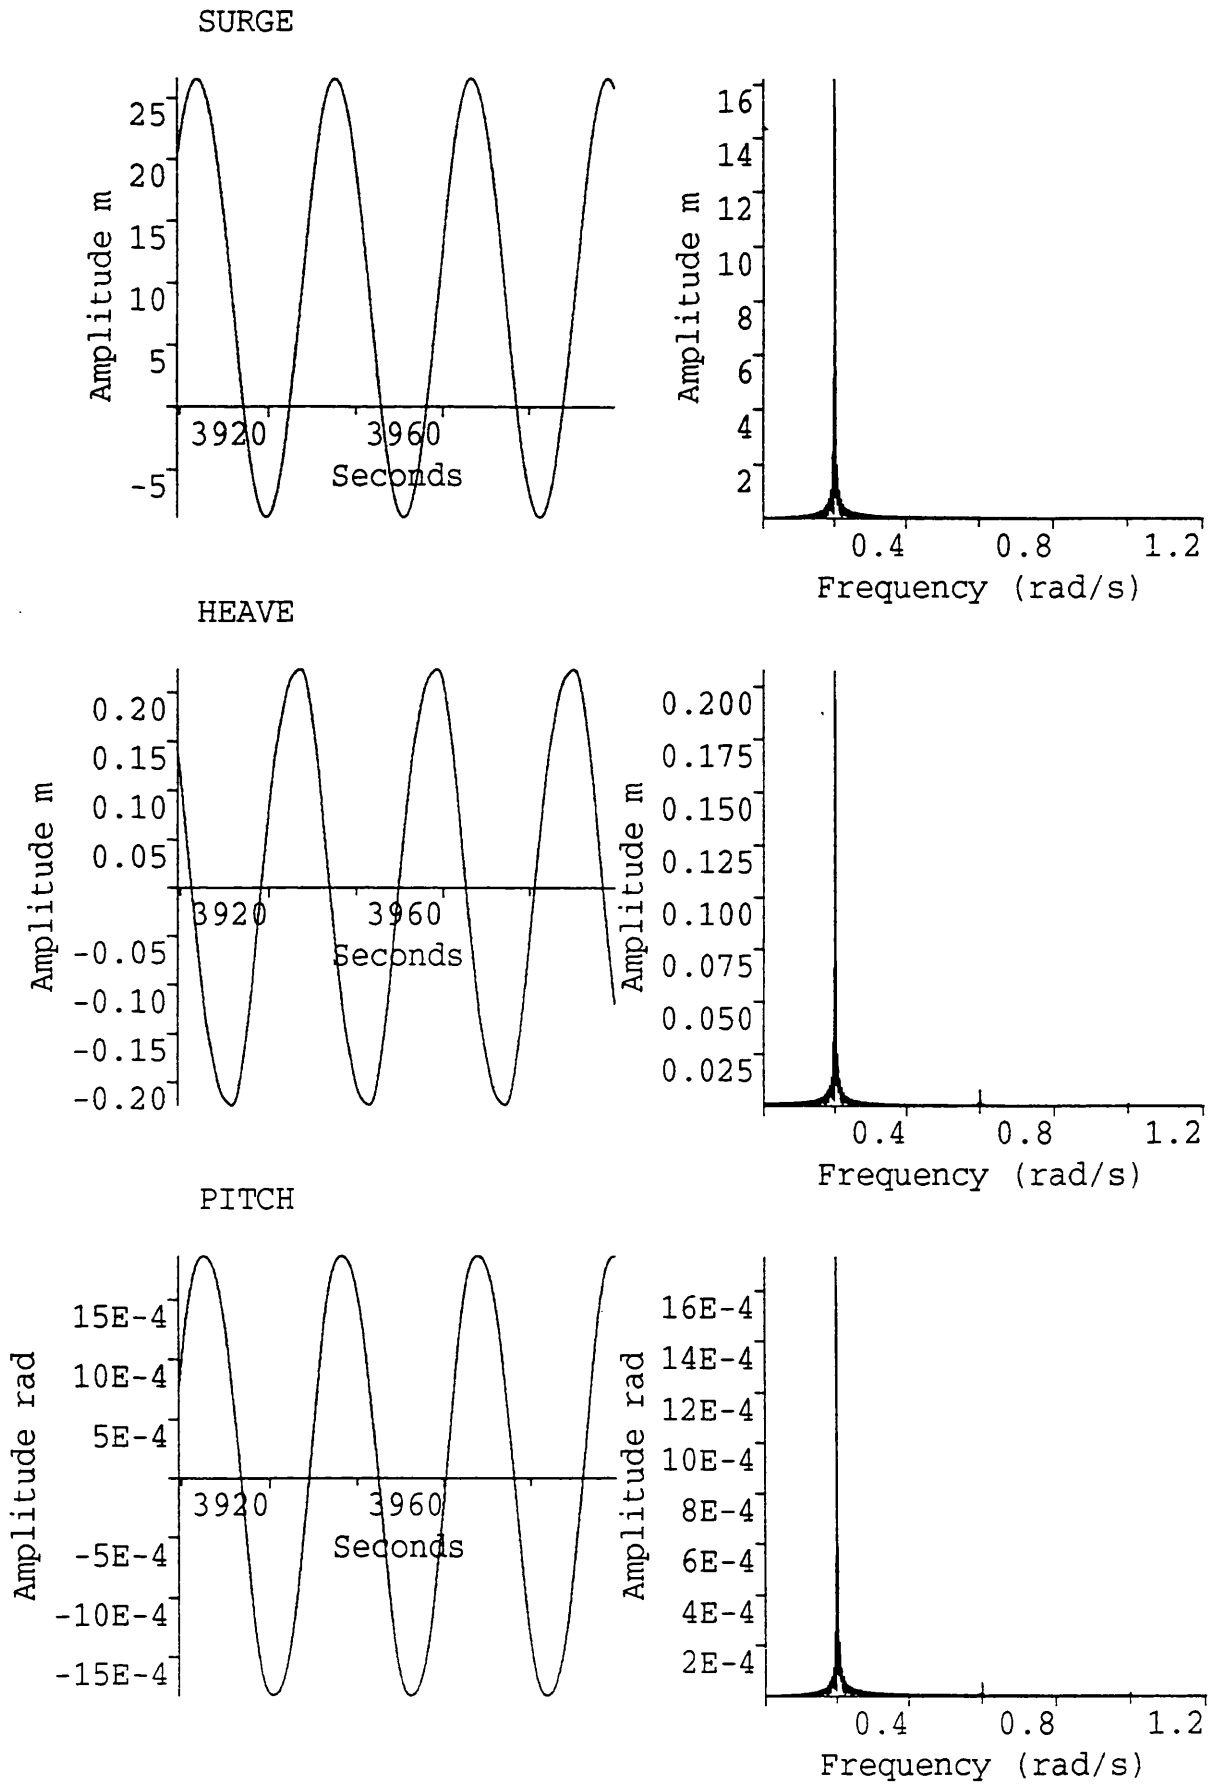 SURGE
25
20
15
10
5
-5
Amplitude m
3920
3960
Seconds
16
14
12
10
8
6
4
2
Amplitude m
0.4
0.8
1.2
Frequency (rad/s)
HEAVE
0.20
0.15
0.10
0.05
-0.05
-0.10
-0.15
-0.20
Amplitude m
3920
3960
Seconds
0.200
0.175
0.150
0.125
0.100
0.075
0.050
0.025
Amplitude m
0.4
0.8
1.2
Frequency (rad/s)
PITCH
15E-4
10E-4
5E-4
-5E-4
-10E-4
-15E-4
Amplitude rad
3920
3960
Seconds
16E-4
14E-4
12E-4
10E-4
8E-4
6E-4
4E-4
2E-4
Amplitude rad
0.4
0.8
1.2
Frequency (rad/s)